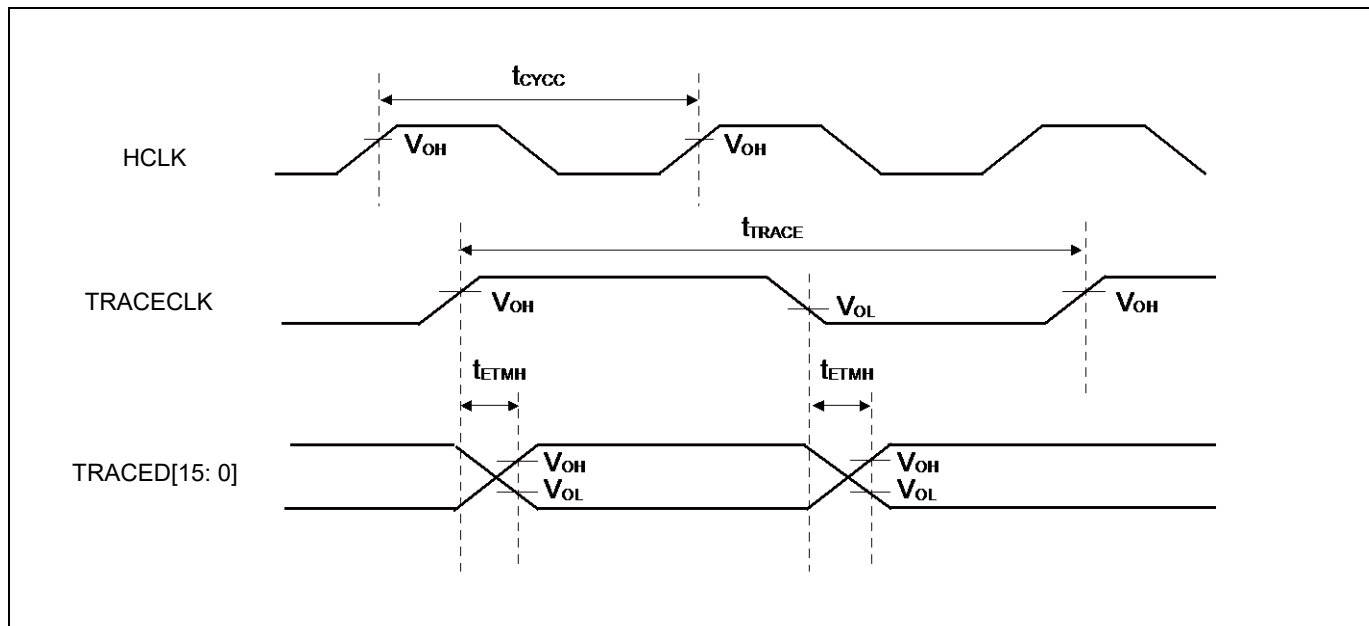 tCYCC
HCLK
VOH
VOH
tTRACE
TRACECLK
VOH
VOL
VOH
tETMH
tETMH
TRACED[15: 0]
VOH
VOH
VOL
VOL